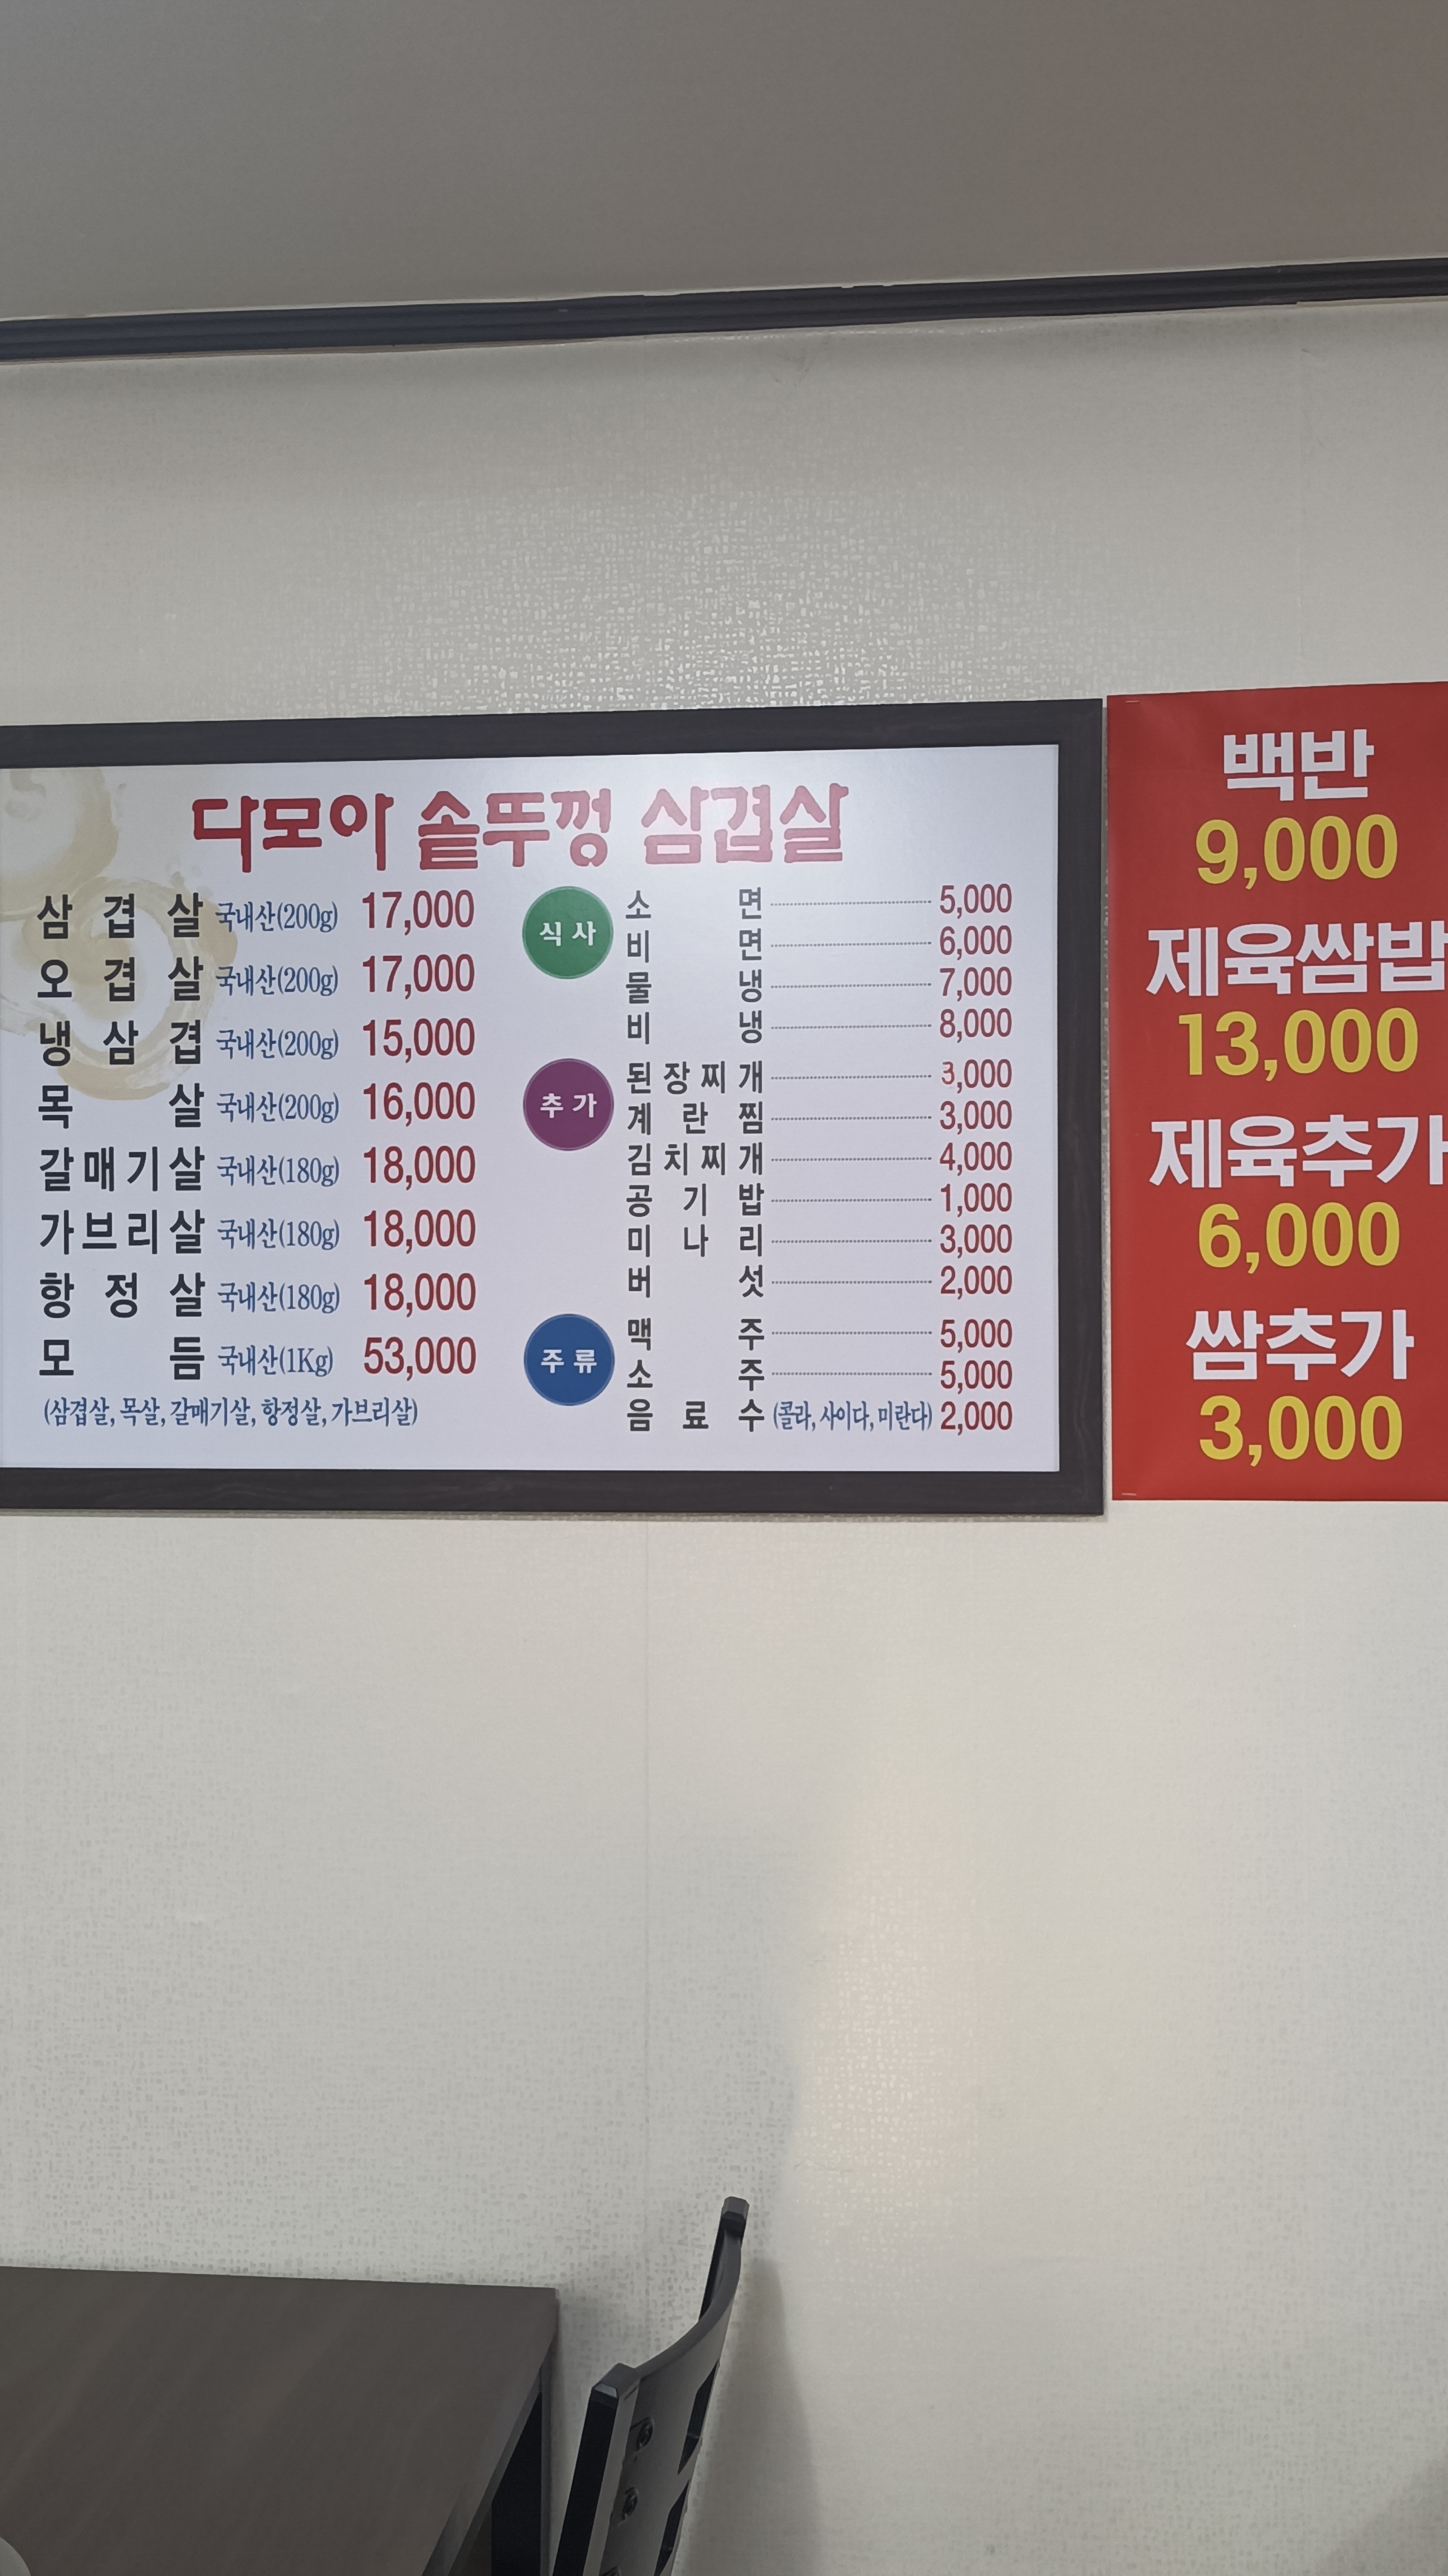 다모아 솥뚜껑 삼겹살
삼겹살 국내산(200g) 17,000
오겹살 국내산(200g) 17,000
냉삼겹 국내산(200g) 15,000
목살 국내산(200g) 16,000
갈매기살 국내산(180g) 18,000
가브리살 국내산(180g) 18,000
항정살 국내산(180g) 18,000
모듬 국내산(1Kg) 53,000
(삼겹살, 목살, 갈매기살, 항정살, 가브리살)
식사
소면 5,000
비면 6,000
물냉 7,000
비냉 8,000
추가
된장찌개 3,000
계란찜 3,000
김치찌개 4,000
공기밥 1,000
미나리 3,000
버섯 2,000
주류
맥주 5,000
소주 5,000
음료수 (콜라, 사이다, 미란다) 2,000
백반
9,000
제육쌈밥
13,000
제육추가
6,000
쌈추가
3,000